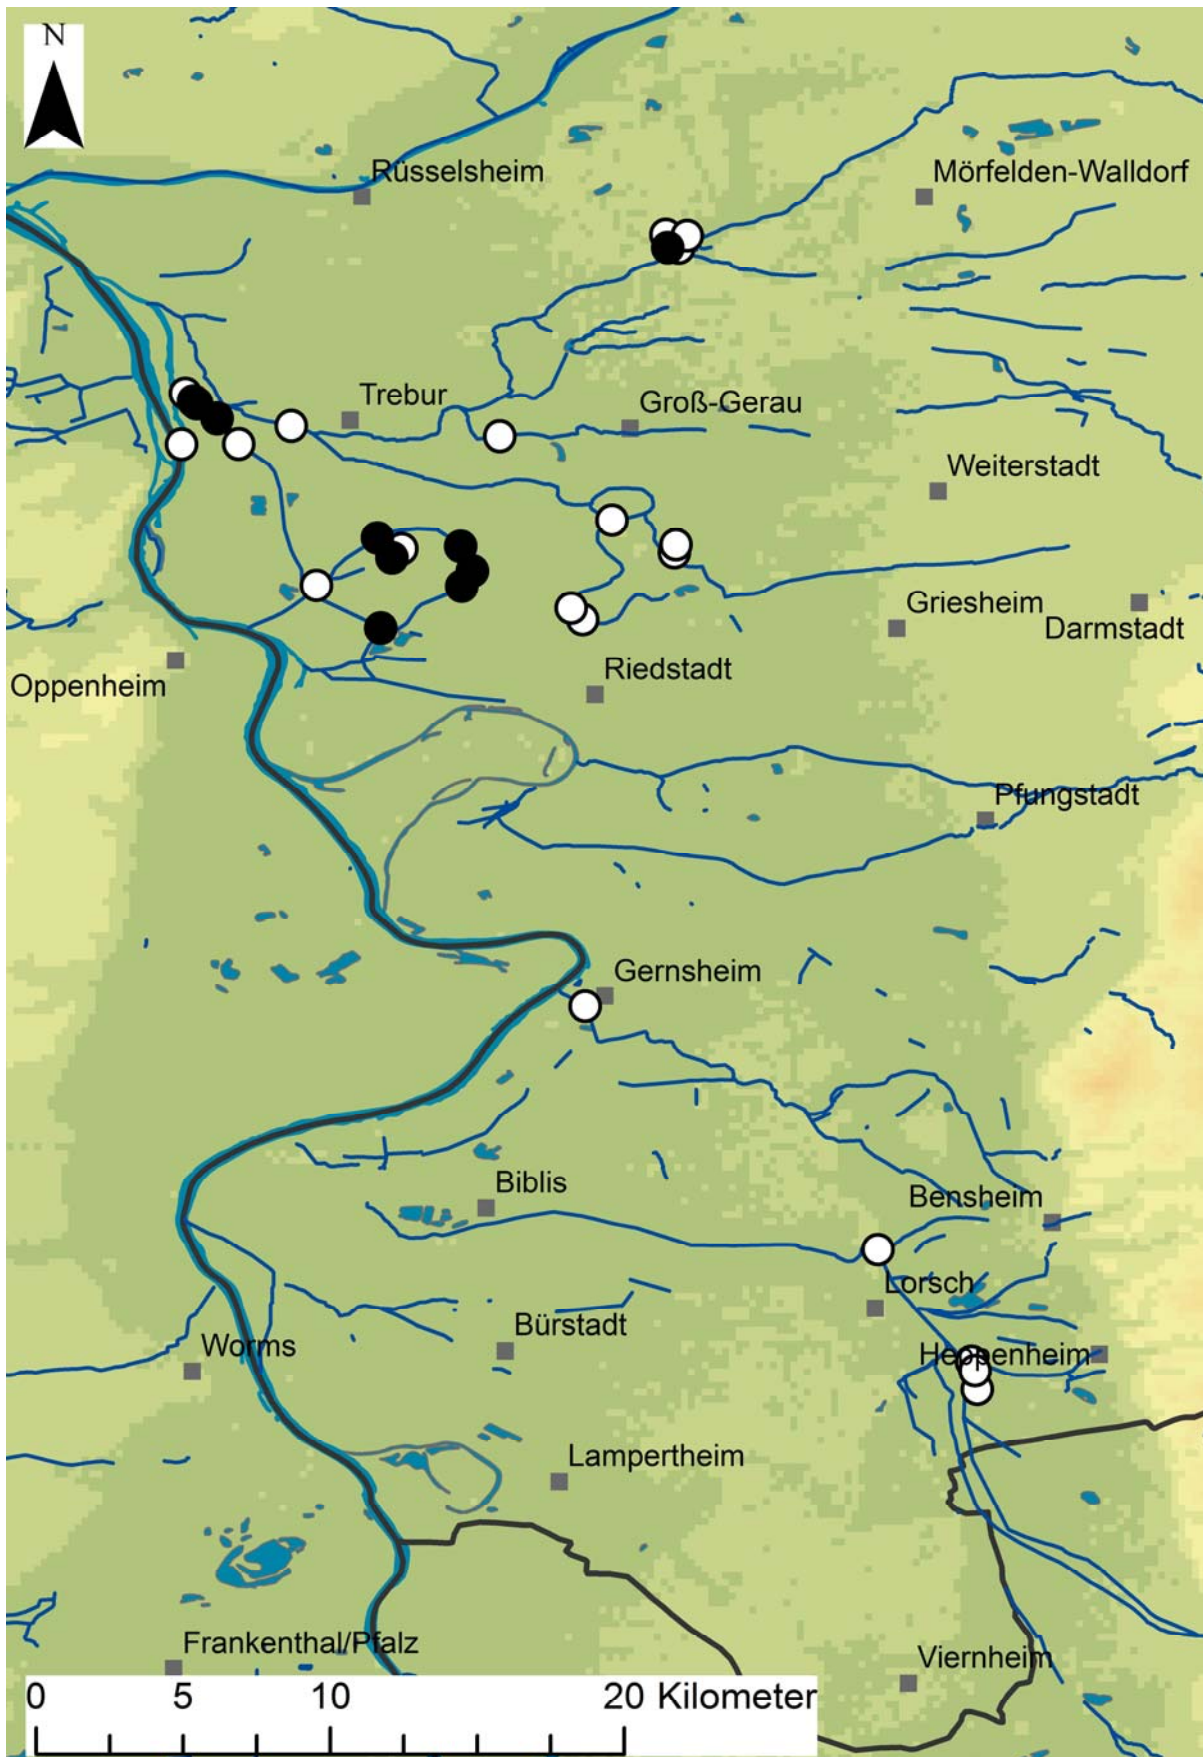 N
Rüsselsheim
Mörfelden-Walldorf
Trebur
Groß-Gerau
Weiterstadt
Griesheim
Darmstadt
Oppenheim
Riedstadt
Pfungstadt
Gernsheim
Biblis
Bensheim
Lorsch
Bürstadt
Worms
Heppenheim
Lampertheim
Frankenthal/Pfalz
Viernheim
0 5 10 20 Kilometer